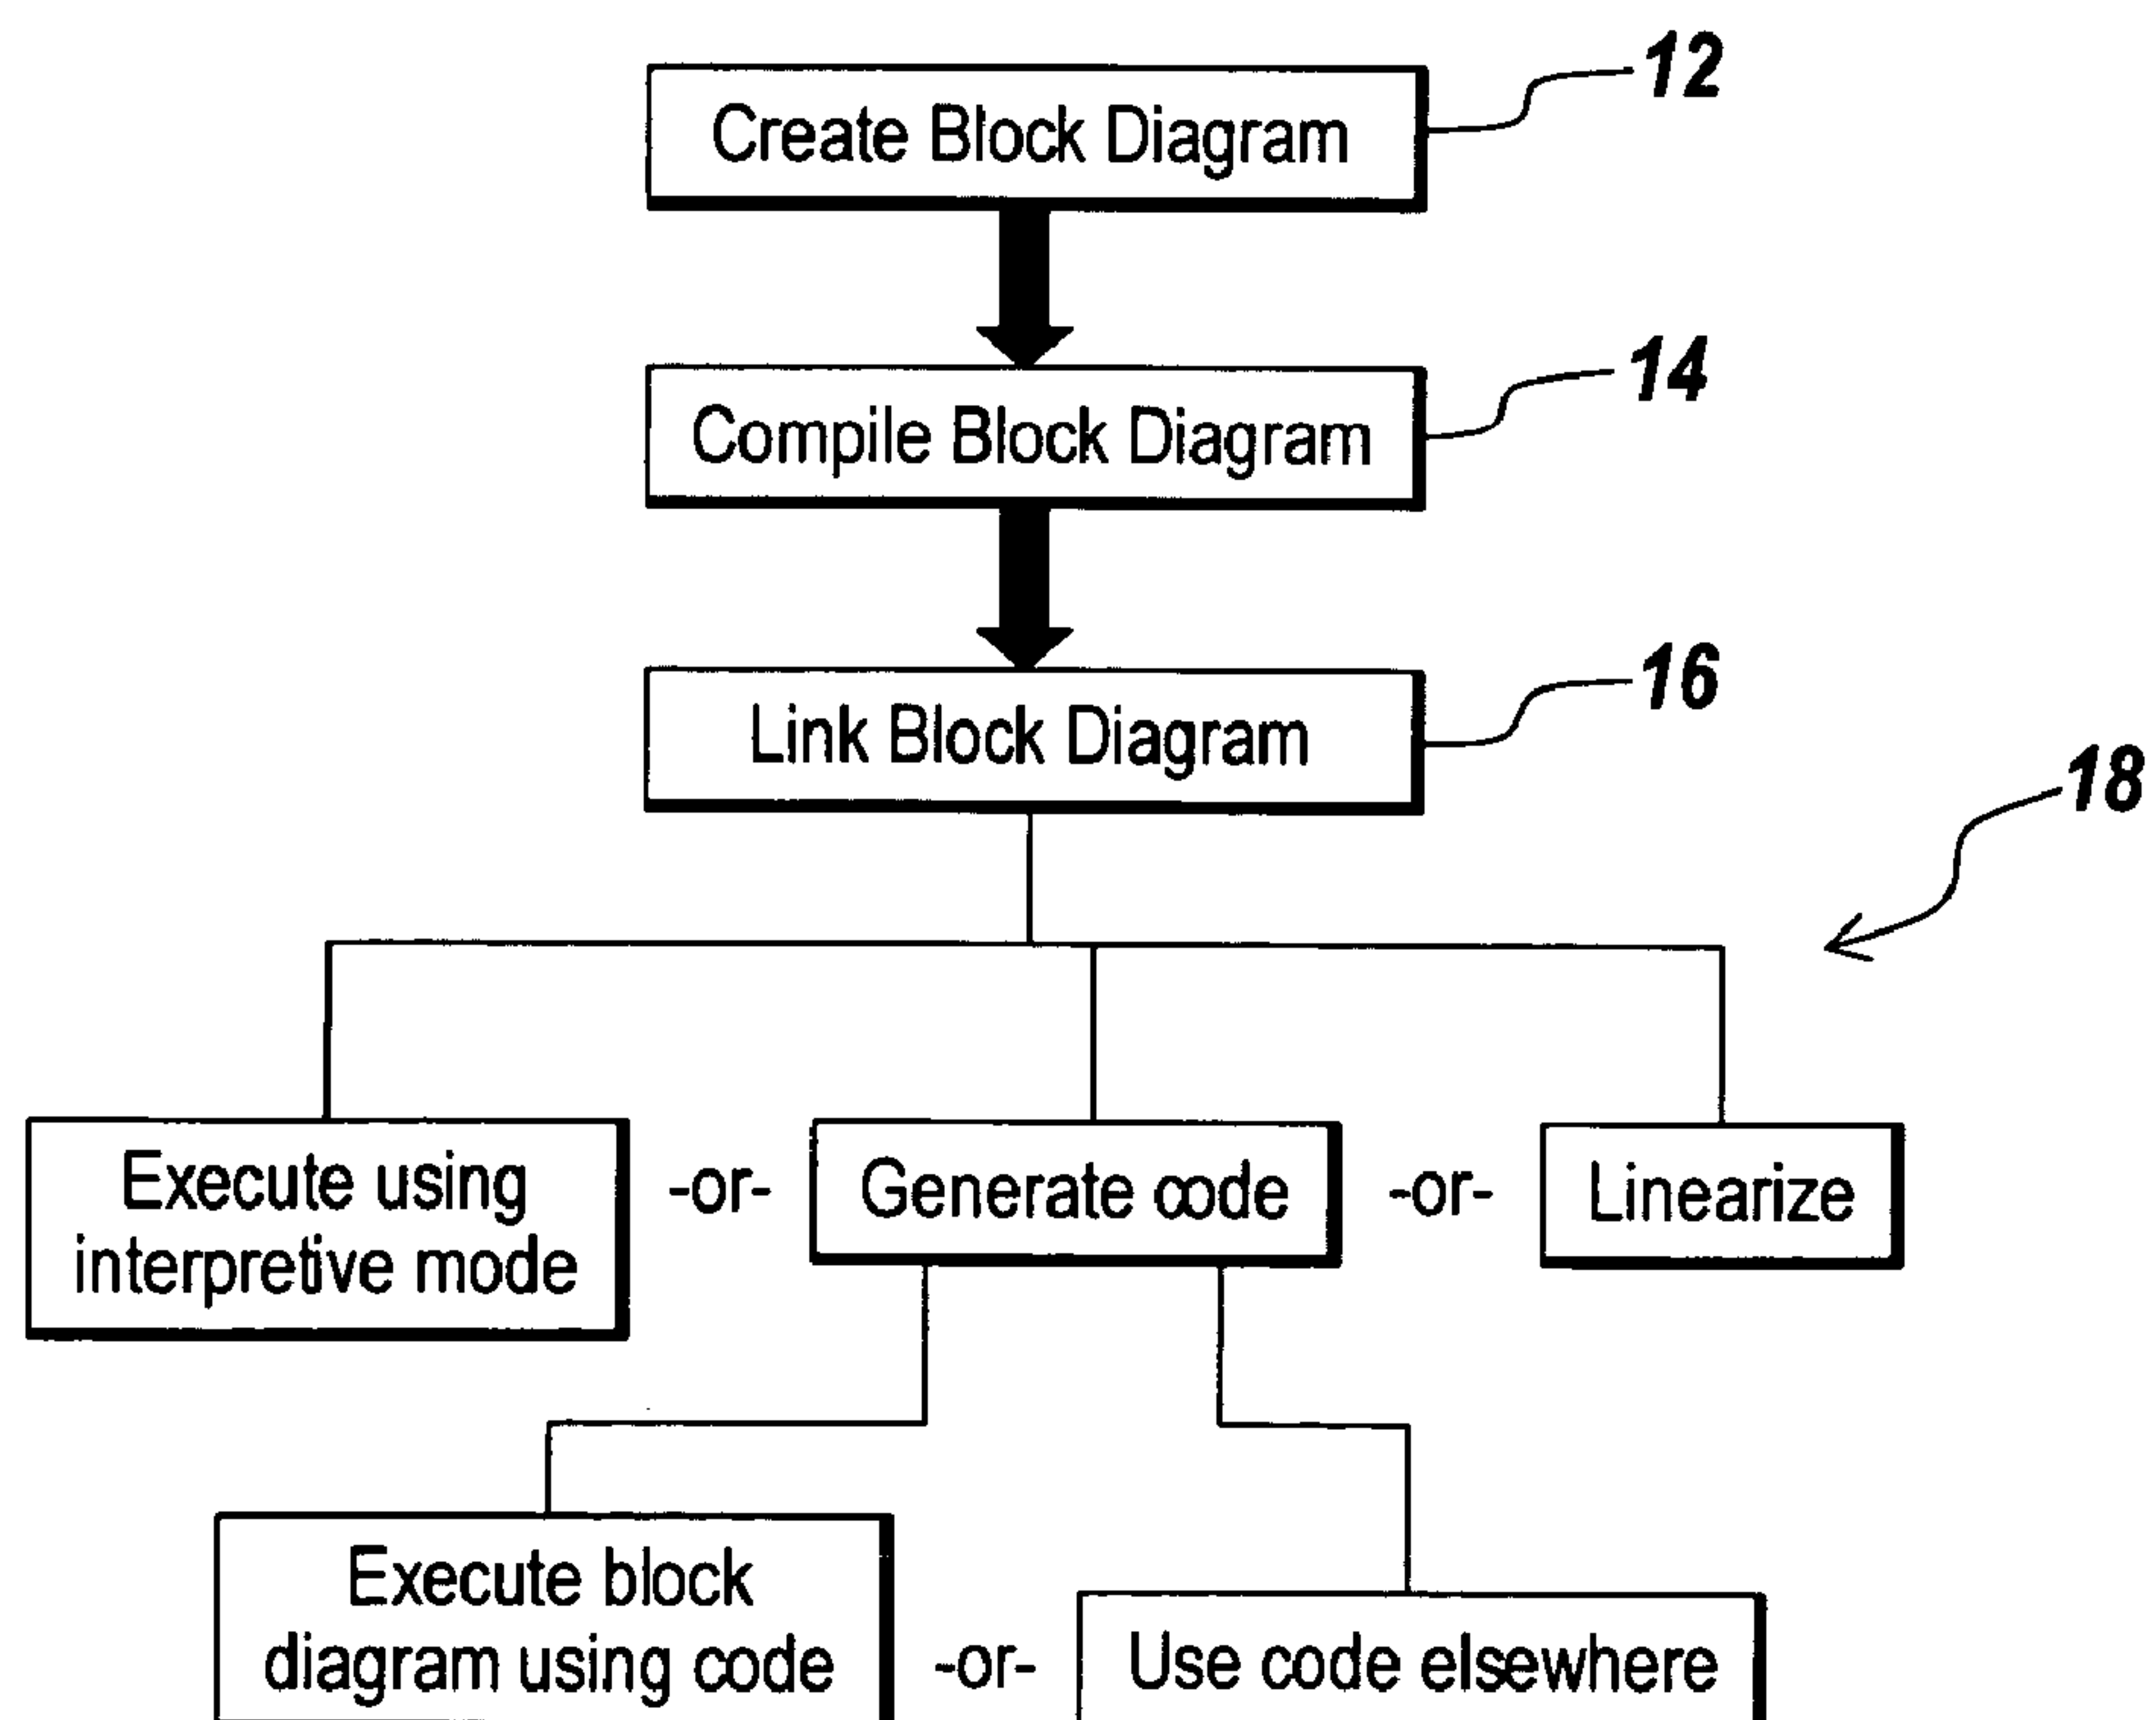 12
Create Block Diagram
14
Compile Block Diagram
16
Link Block Diagram
18
Execute using
interpretive mode
-or-
Generate code
-or-
Linearize
Execute block
diagram using code
-or-
Use code elsewhere